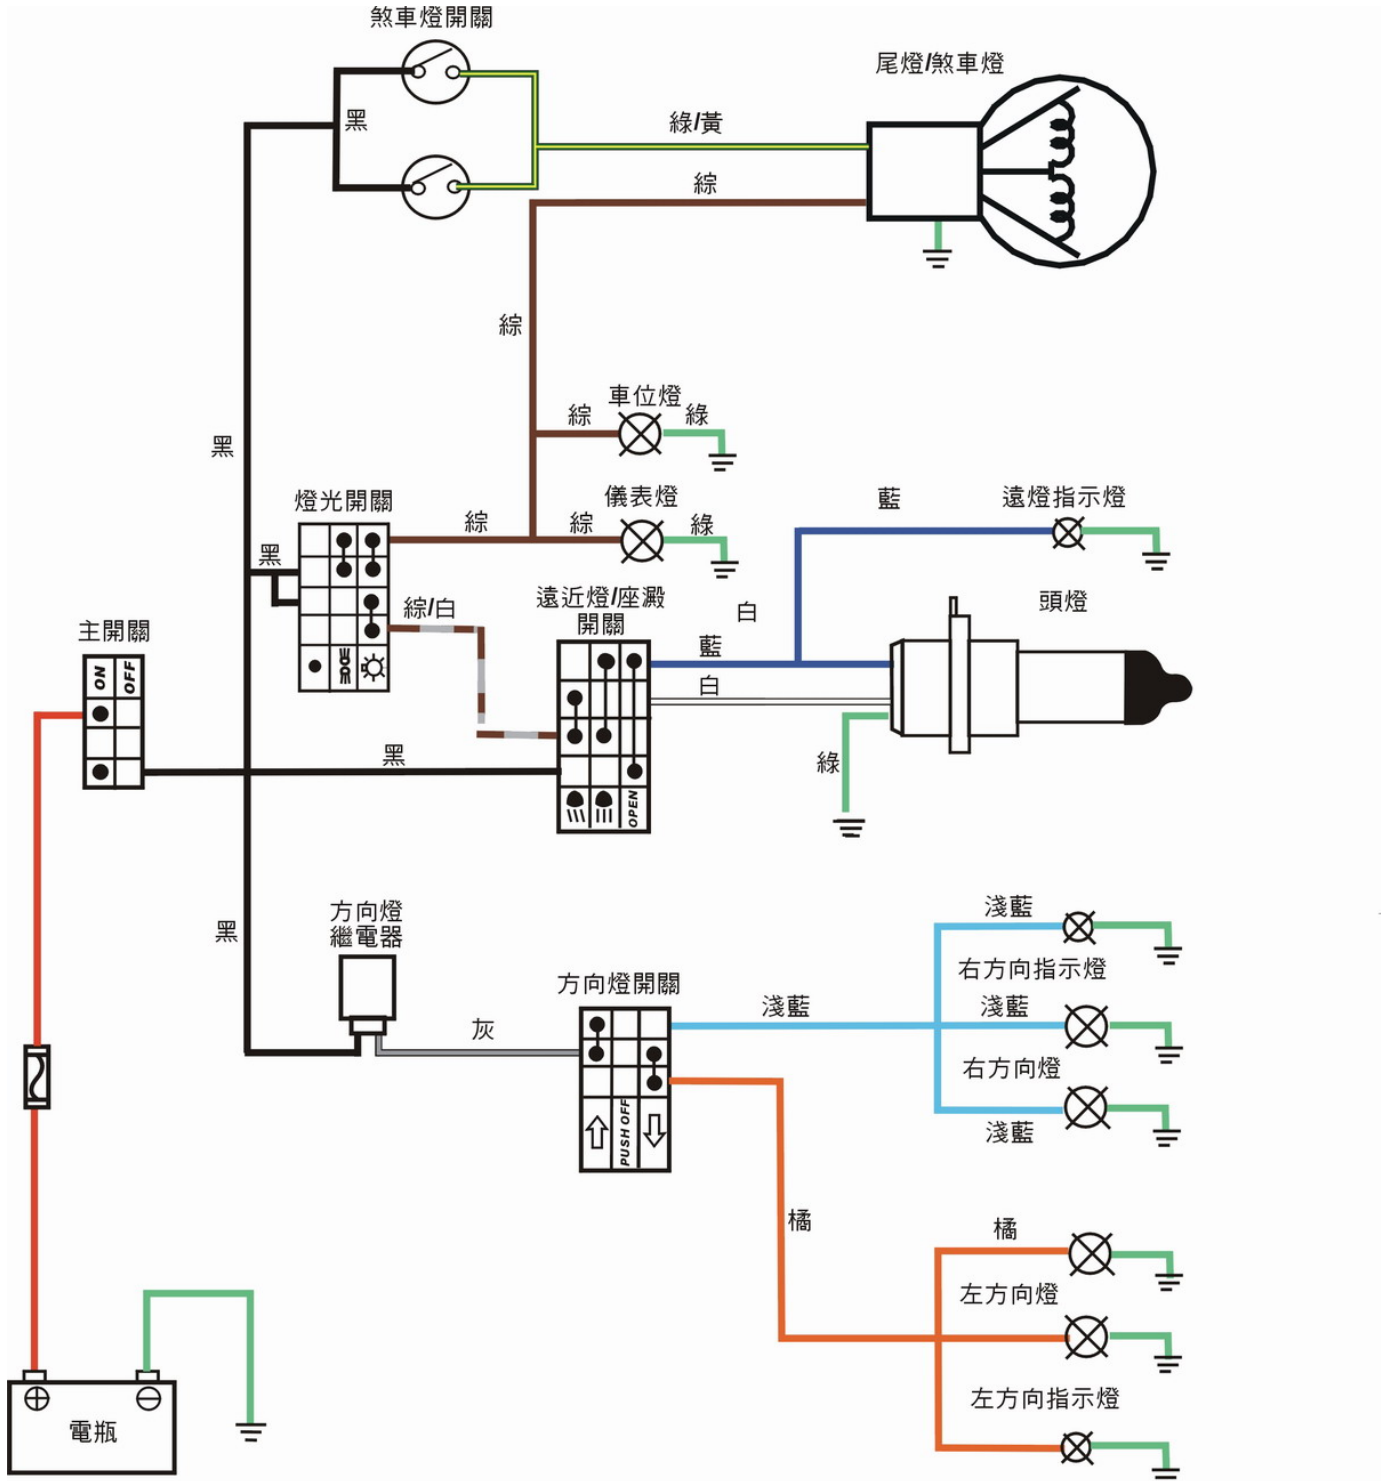 煞車燈開關
尾燈/煞車燈
黑
綠/黃
綜
綜
車位燈
綜
綠
黑
燈光開關
儀表燈
綜
綜
綠
藍
遠燈指示燈
黑
綜/白
遠近燈/座澱
開關
白
頭燈
主開關
藍
ON
OFF
白
黑
綠
OPEN
方向燈
繼電器
黑
淺藍
右方向指示燈
方向燈開關
灰
淺藍
淺藍
右方向燈
PUSH OFF
淺藍
橘
橘
左方向燈
左方向指示燈
電瓶